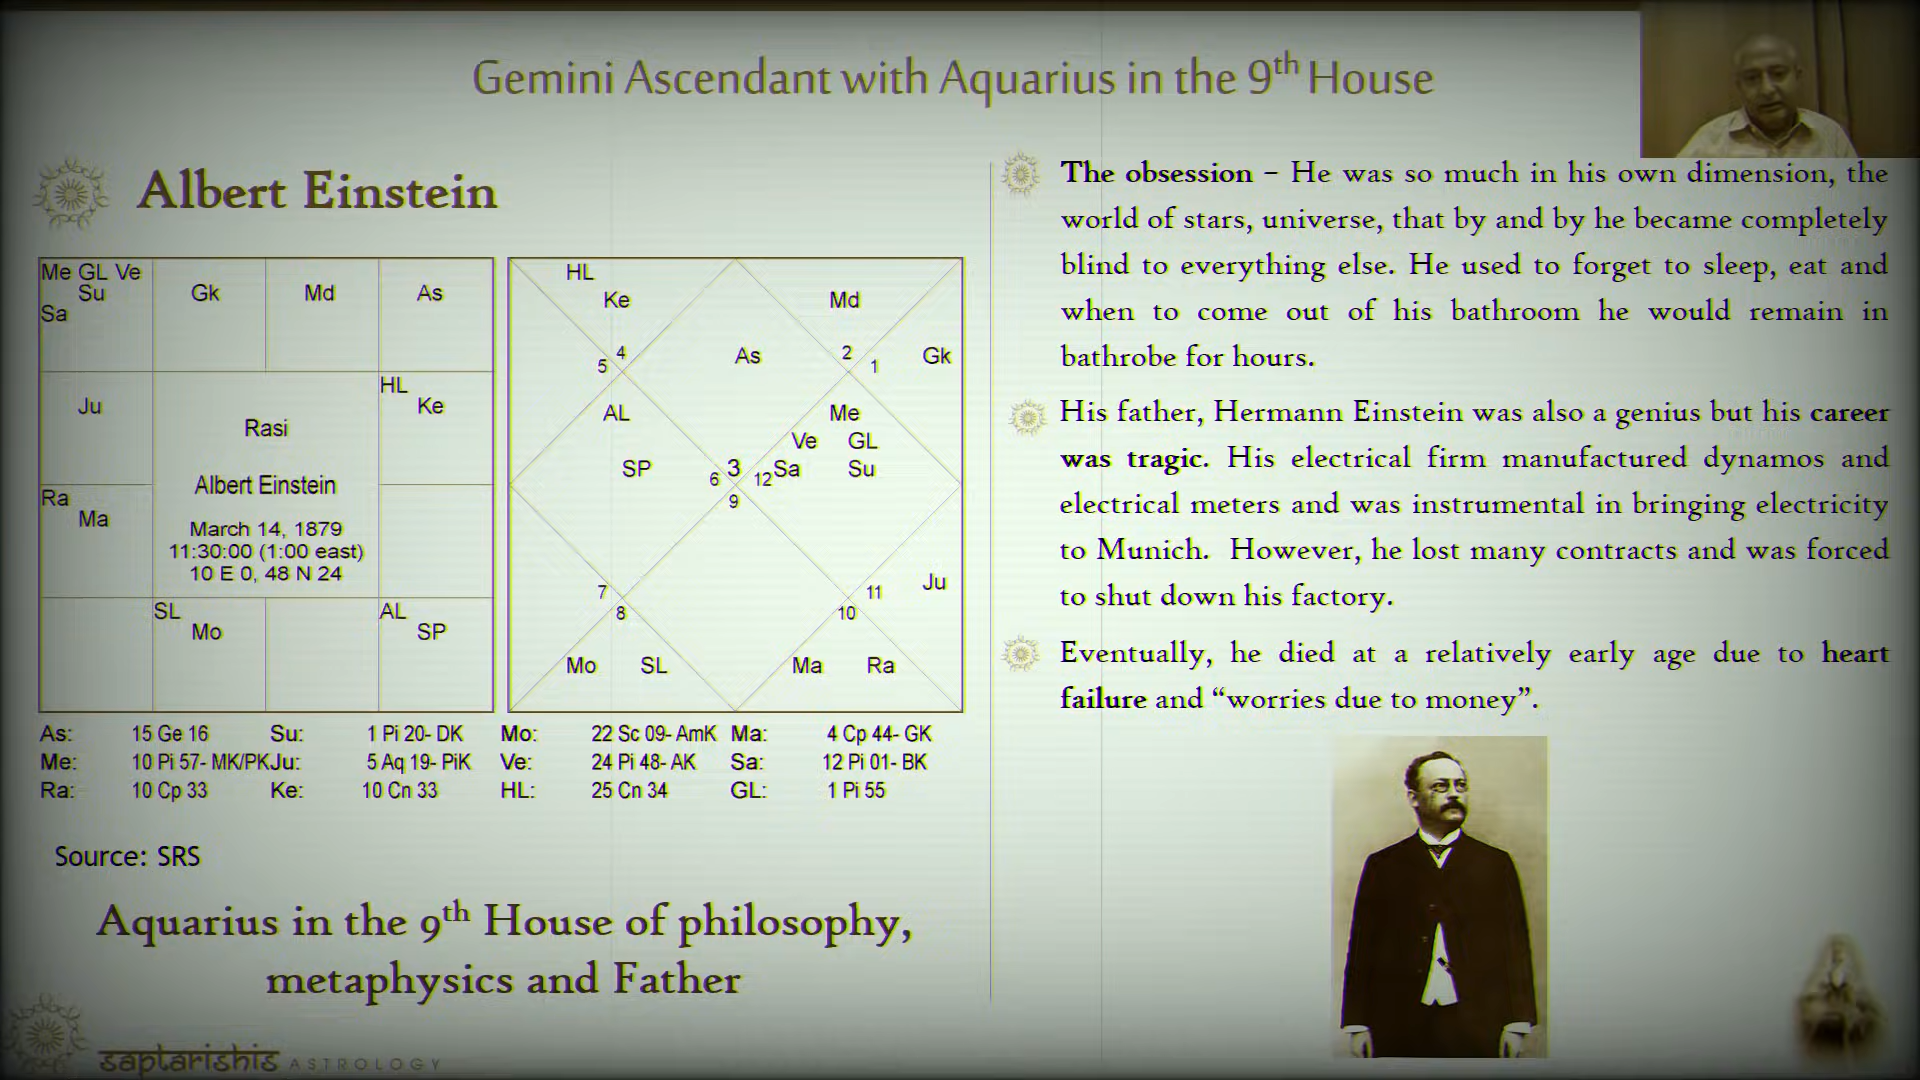 Gemini Ascendant with Aquarius in the 9th House
Albert Einstein
Me GL Ve
Su
Sa
Gk
Md
As
Ju
HL
Ke
Rasi
Albert Einstein
March 14, 1879
11:30:00 (1:00 east)
10 E 0, 48 N 24
Ra
Ma
SL
Mo
AL
SP
HL
Ke
Md
5 4
As
2 1
Gk
AL
Me
Ve GL
SP
6 3 12 Sa Su
9
7
8
11
10
Ju
Mo SL
Ma Ra
As: 15 Ge 16 Su: 1 Pi 20- DK Mo: 22 Sc 09- AmK Ma: 4 Cp 44- GK
Me: 10 Pi 57- MK/PK Ju: 5 Aq 19- PiK Ve: 24 Pi 48- AK Sa: 12 Pi 01- BK
Ra: 10 Cp 33 Ke: 10 Cn 33 HL: 25 Cn 34 GL: 1 Pi 55
Source: SRS
Aquarius in the 9th House of philosophy,
metaphysics and Father
saptarishis ASTROLOGY
The obsession – He was so much in his own dimension, the
world of stars, universe, that by and by he became completely
blind to everything else. He used to forget to sleep, eat and
when to come out of his bathroom he would remain in
bathrobe for hours.
His father, Hermann Einstein was also a genius but his career
was tragic. His electrical firm manufactured dynamos and
electrical meters and was instrumental in bringing electricity
to Munich. However, he lost many contracts and was forced
to shut down his factory.
Eventually, he died at a relatively early age due to heart
failure and “worries due to money”.